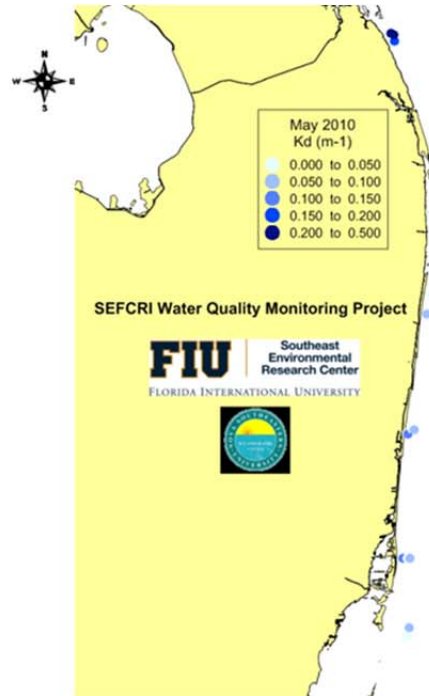 N
W E
S
May 2010
Kd (m-1)
0.000 to 0.050
0.050 to 0.100
0.100 to 0.150
0.150 to 0.200
0.200 to 0.500
SEFCRI Water Quality Monitoring Project
FIU
Southeast
Environmental
Research Center
FLORIDA INTERNATIONAL UNIVERSITY